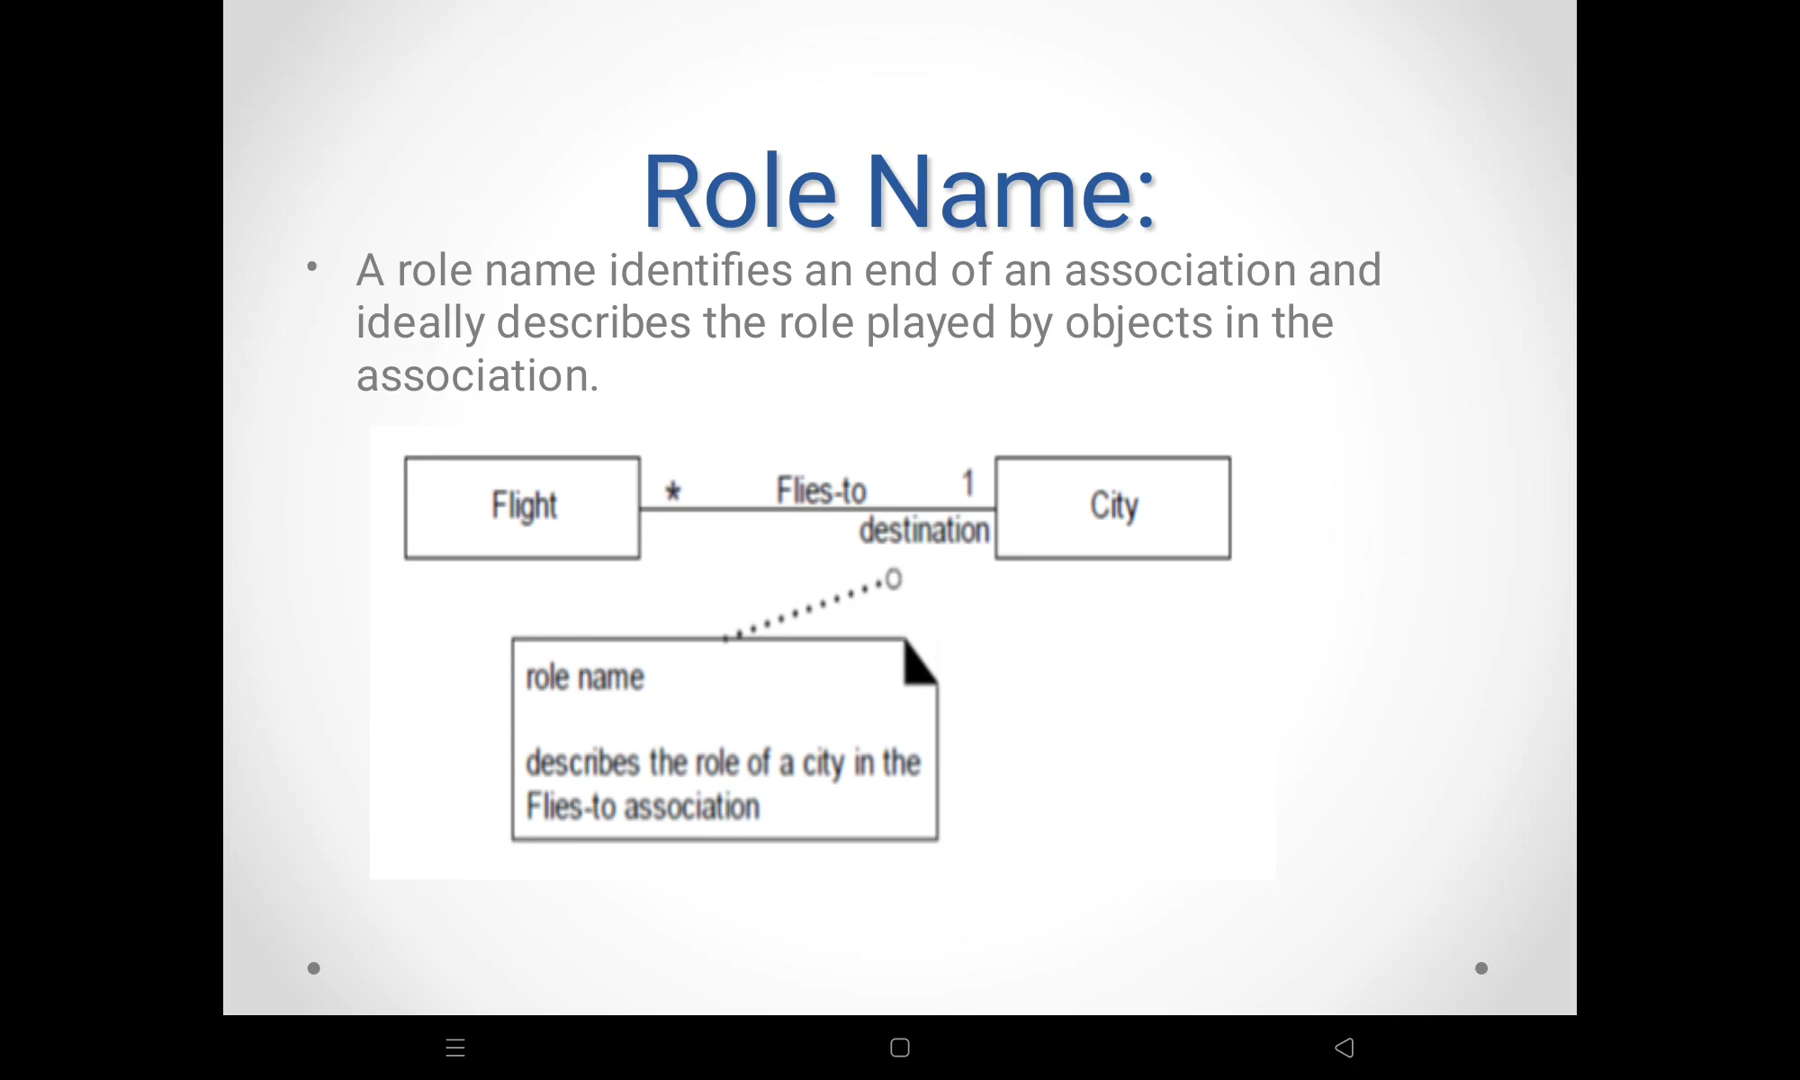 Role Name:
• A role name identifies an end of an association and
ideally describes the role played by objects in the
association.
Flight
*
Flies-to
1
destination
City
role name
describes the role of a city in the
Flies-to association